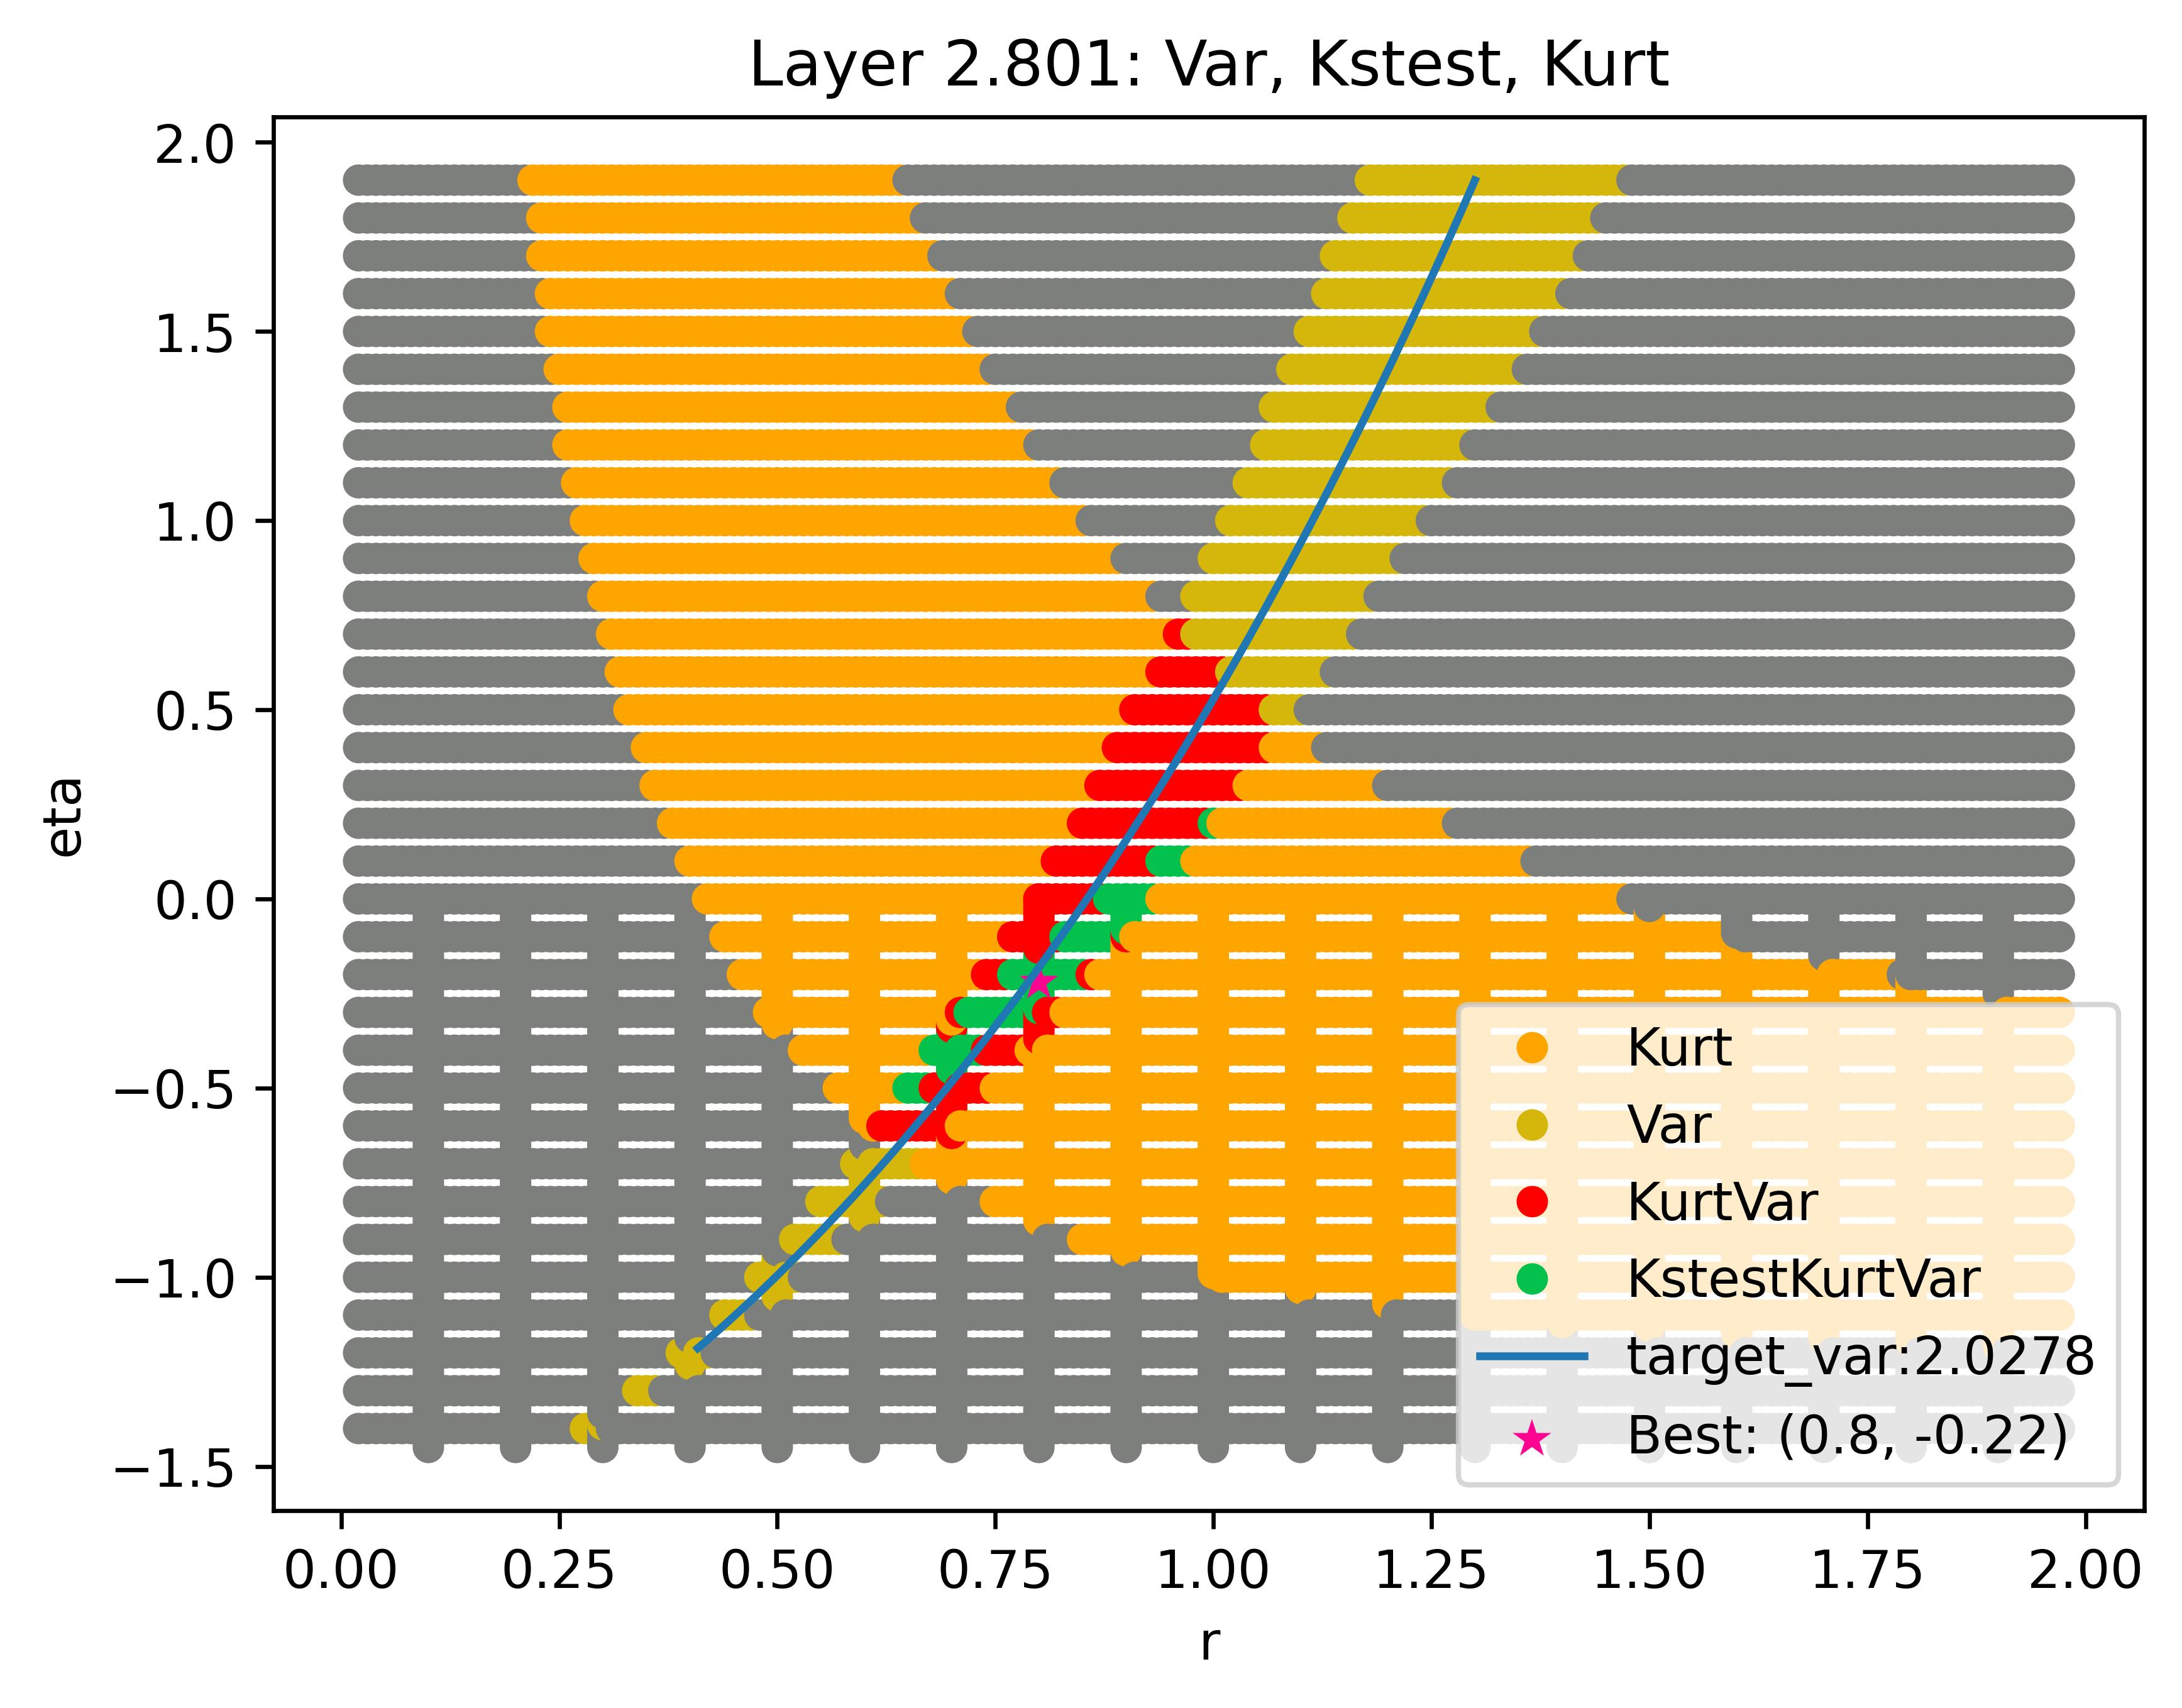 Layer 2.801: Var, Kstest, Kurt
2.0
1.5
1.0
0.5
0.0
−0.5
−1.0
−1.5
eta
Kurt
Var
KurtVar
KstestKurtVar
target_var:2.0278
Best: (0.8, -0.22)
0.00 0.25 0.50 0.75 1.00 1.25 1.50 1.75 2.00
r